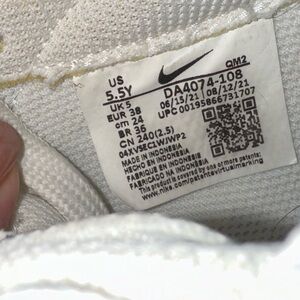 QM2
US
5.5Y
UK 5
EUR 38
cm 24
BR 36
CN 240(2.5)
DA4074-108
06/15/21 08/12/21
UPC 00195866731707
MADE IN INDONESIA
HECHO EN INDONESIA
FABRIQUÉ EN INDONÉSIE
FABRICADO NA INDONÉSIA
www.nike.com/patentsvirtualmarking